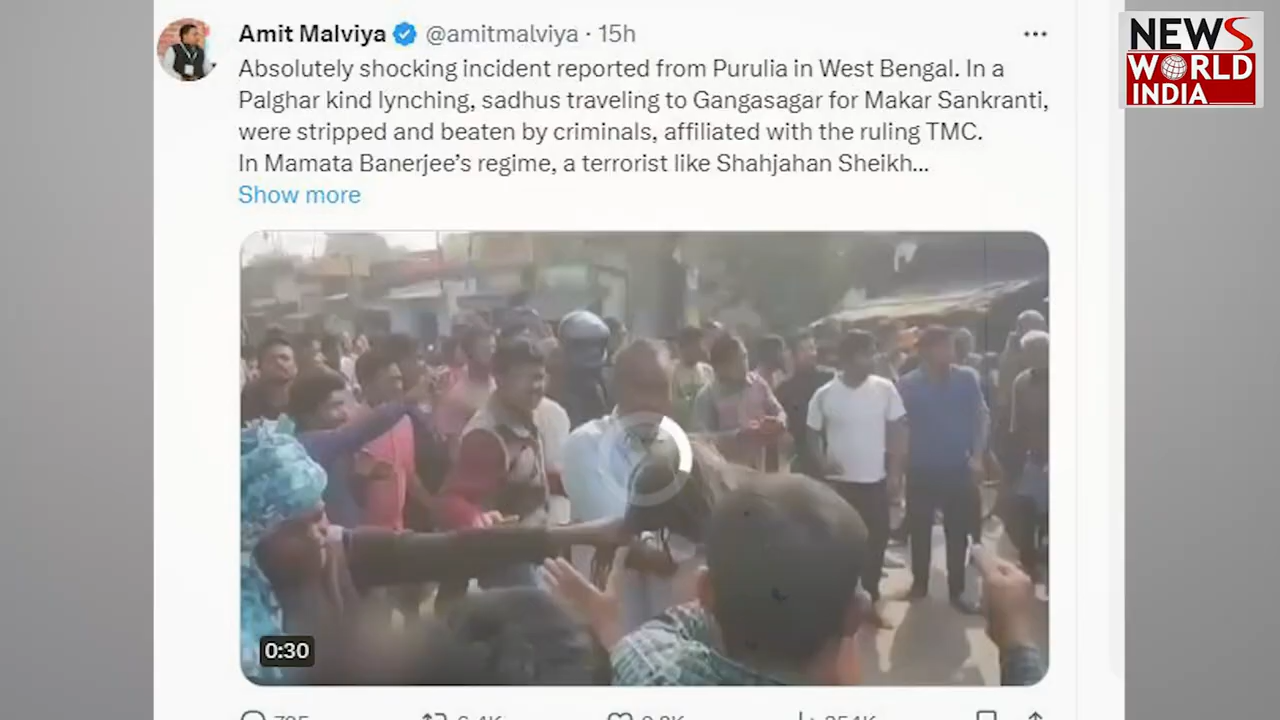 Amit Malviya @amitmalviya · 15h
Absolutely shocking incident reported from Purulia in West Bengal. In a
Palghar kind lynching, sadhus traveling to Gangasagar for Makar Sankranti,
were stripped and beaten by criminals, affiliated with the ruling TMC.
In Mamata Banerjee’s regime, a terrorist like Shahjahan Sheikh...
Show more
0:30
NEWS
WORLD
INDIA